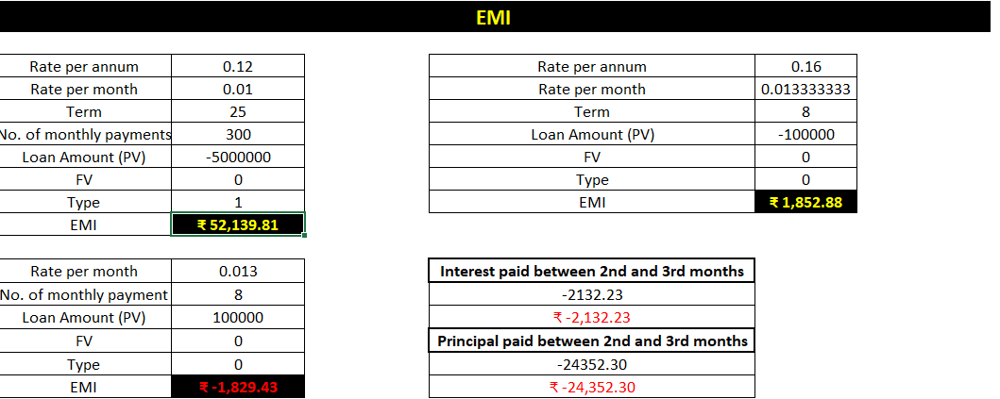 EMI
Rate per annum 0.12
Rate per month 0.01
Term 25
No. of monthly payments 300
Loan Amount (PV) -5000000
FV 0
Type 1
EMI ₹ 52,139.81
Rate per annum 0.16
Rate per month 0.013333333
Term 8
Loan Amount (PV) -100000
FV 0
Type 0
EMI ₹ 1,852.88
Rate per month 0.013
No. of monthly payment 8
Loan Amount (PV) 100000
FV 0
Type 0
EMI ₹ -1,829.43
Interest paid between 2nd and 3rd months
-2132.23
₹ -2,132.23
Principal paid between 2nd and 3rd months
-24352.30
₹ -24,352.30